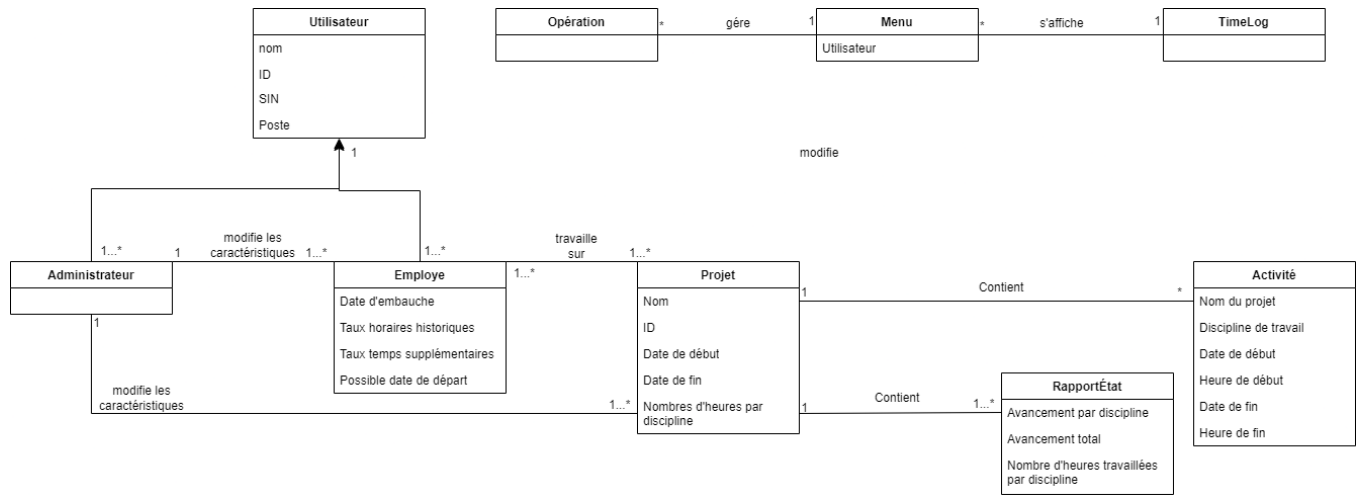 Utilisateur
nom
ID
SIN
Poste
1
Opération
*
gére
1
Menu
Utilisateur
*
s'affiche
1
TimeLog
modifie
1...*
1
modifie les
caractéristiques
1...*
1...*
travaille
sur
1...*
1...*
Administrateur
1
Employe
Date d'embauche
Taux horaires historiques
Taux temps supplémentaires
Possible date de départ
Projet
Nom
ID
Date de début
Date de fin
Nombres d'heures par
discipline
1
Contient
*
Activité
Nom du projet
Discipline de travail
Date de début
Heure de début
Date de fin
Heure de fin
modifie les
caractéristiques
1...*
1
Contient
1...*
RapportÉtat
Avancement par discipline
Avancement total
Nombre d'heures travaillées
par discipline